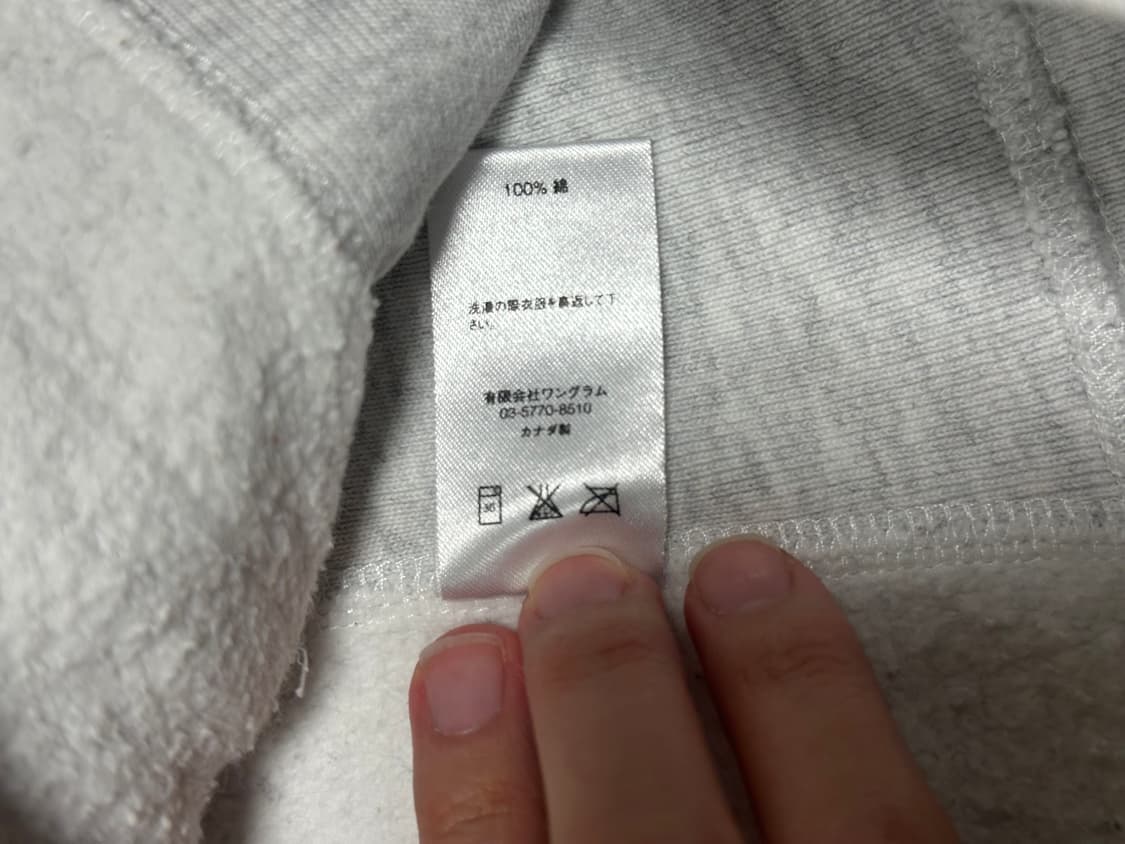 100% 綿
洗濯の際衣服を裏返して下
さい。
有限会社ワングラム
03-5770-8510
カナダ製
30